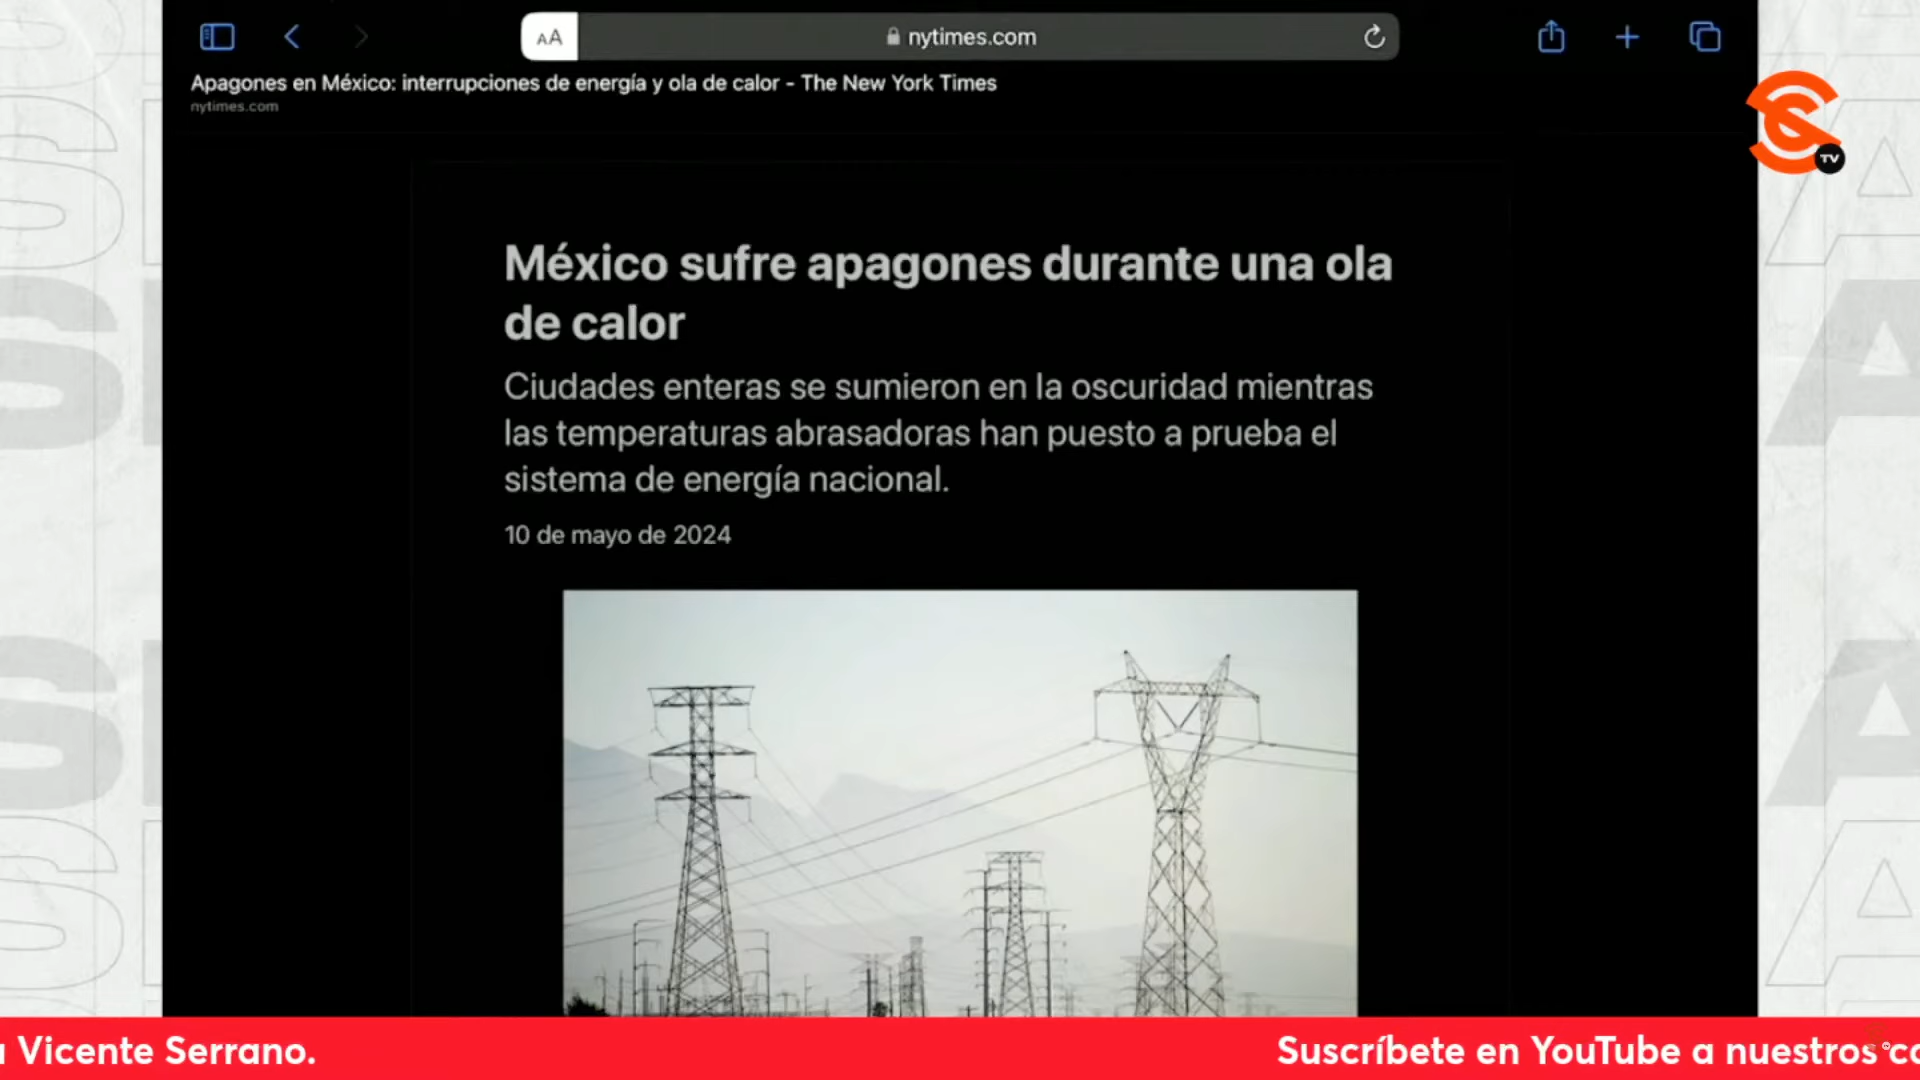 AA
nytimes.com
Apagones en México: interrupciones de energía y ola de calor - The New York Times
nytimes.com
TV
México sufre apagones durante una ola
de calor
Ciudades enteras se sumieron en la oscuridad mientras
las temperaturas abrasadoras han puesto a prueba el
sistema de energía nacional.
10 de mayo de 2024
Vicente Serrano.
Suscríbete en YouTube a nuestros